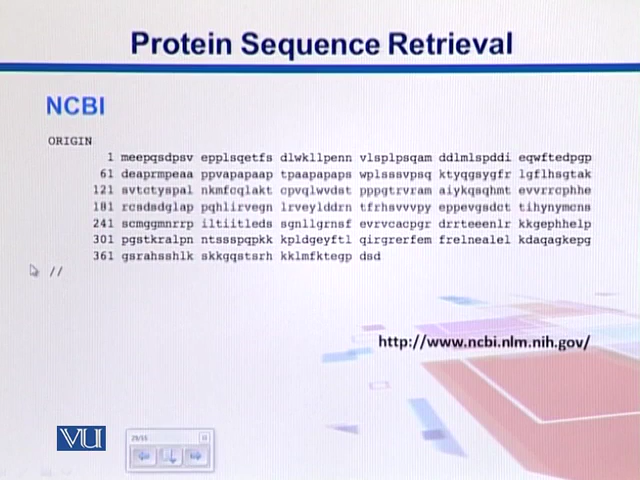 Protein Sequence Retrieval
NCBI
ORIGIN
1 meepqsdpsv epplsqetfs dlwkllpenn vlsplpsqam ddlmlspddi eqwftedpgp
61 deaprmpeaa ppvapapaap tpaapapaps wplsssvpsq ktyqgsygfr lgflhsgtak
121 svtctyspal nkmfcqlakt cpvqlwvdst pppgtrvram aiykqsqhmt evvrrcphhe
181 rcsdsdglap pqhlirvegn lrveylddrn tfrhsvvvpy eppevgsdct tihynymcns
241 scmggmnrrp iltiitleds sgnllgrnsf evrvcacpgr drrteeenlr kkgephhelp
301 pgstkralpn ntssspqpkk kpldgeyftl qirgrerfem frelnealel kdaqagkepg
361 gsrahsshlk skkgqstsrh kklmfktegp dsd
//
http://www.ncbi.nlm.nih.gov/
VU